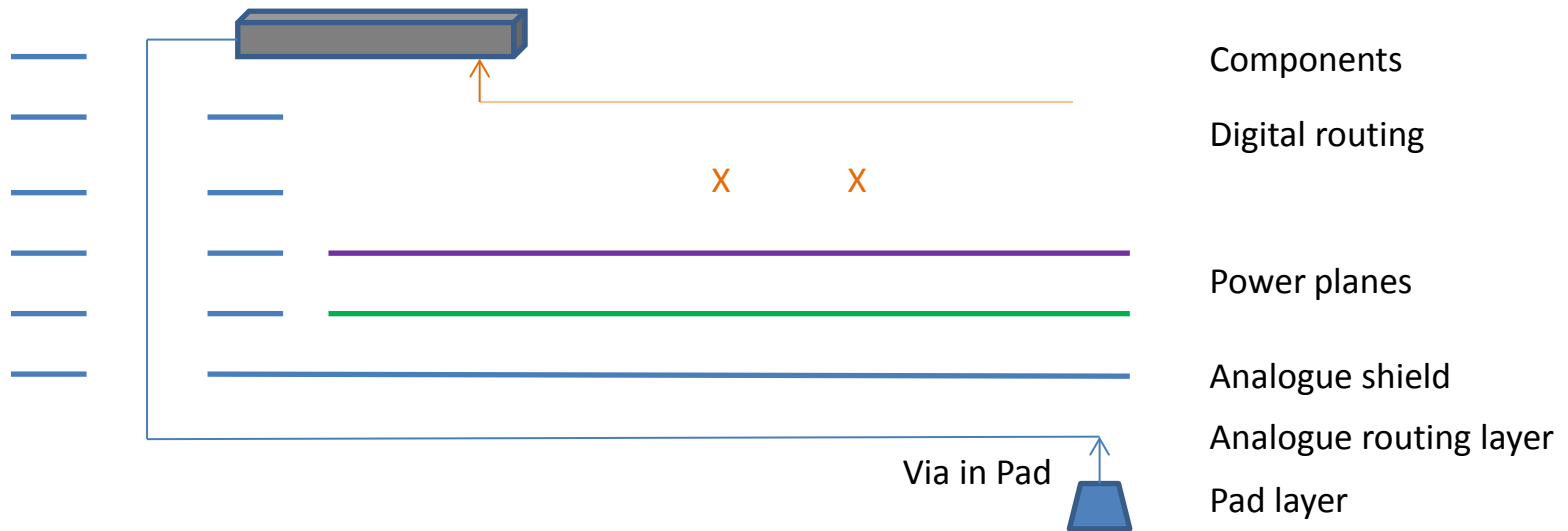 Components
Digital routing
X X
Power planes
Analogue shield
Analogue routing layer
Via in Pad
Pad layer